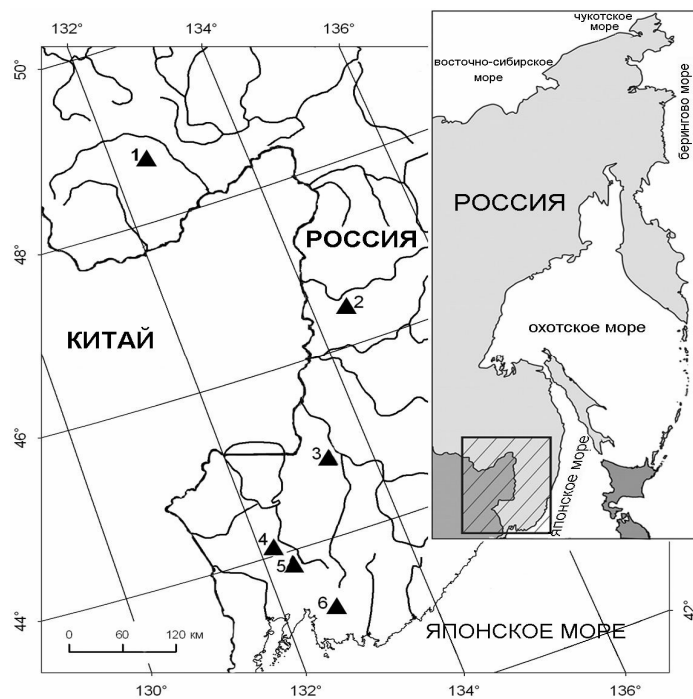 132°
134°
136°
50°
48°
46°
44°
1
РОССИЯ
2
КИТАЙ
3
4
5
6
0 60 120 км
ЯПОНСКОЕ МОРЕ
42°
130°
132°
134°
136°
чукотское
море
восточно-сибирское
море
берингово море
РОССИЯ
охотское море
японское море